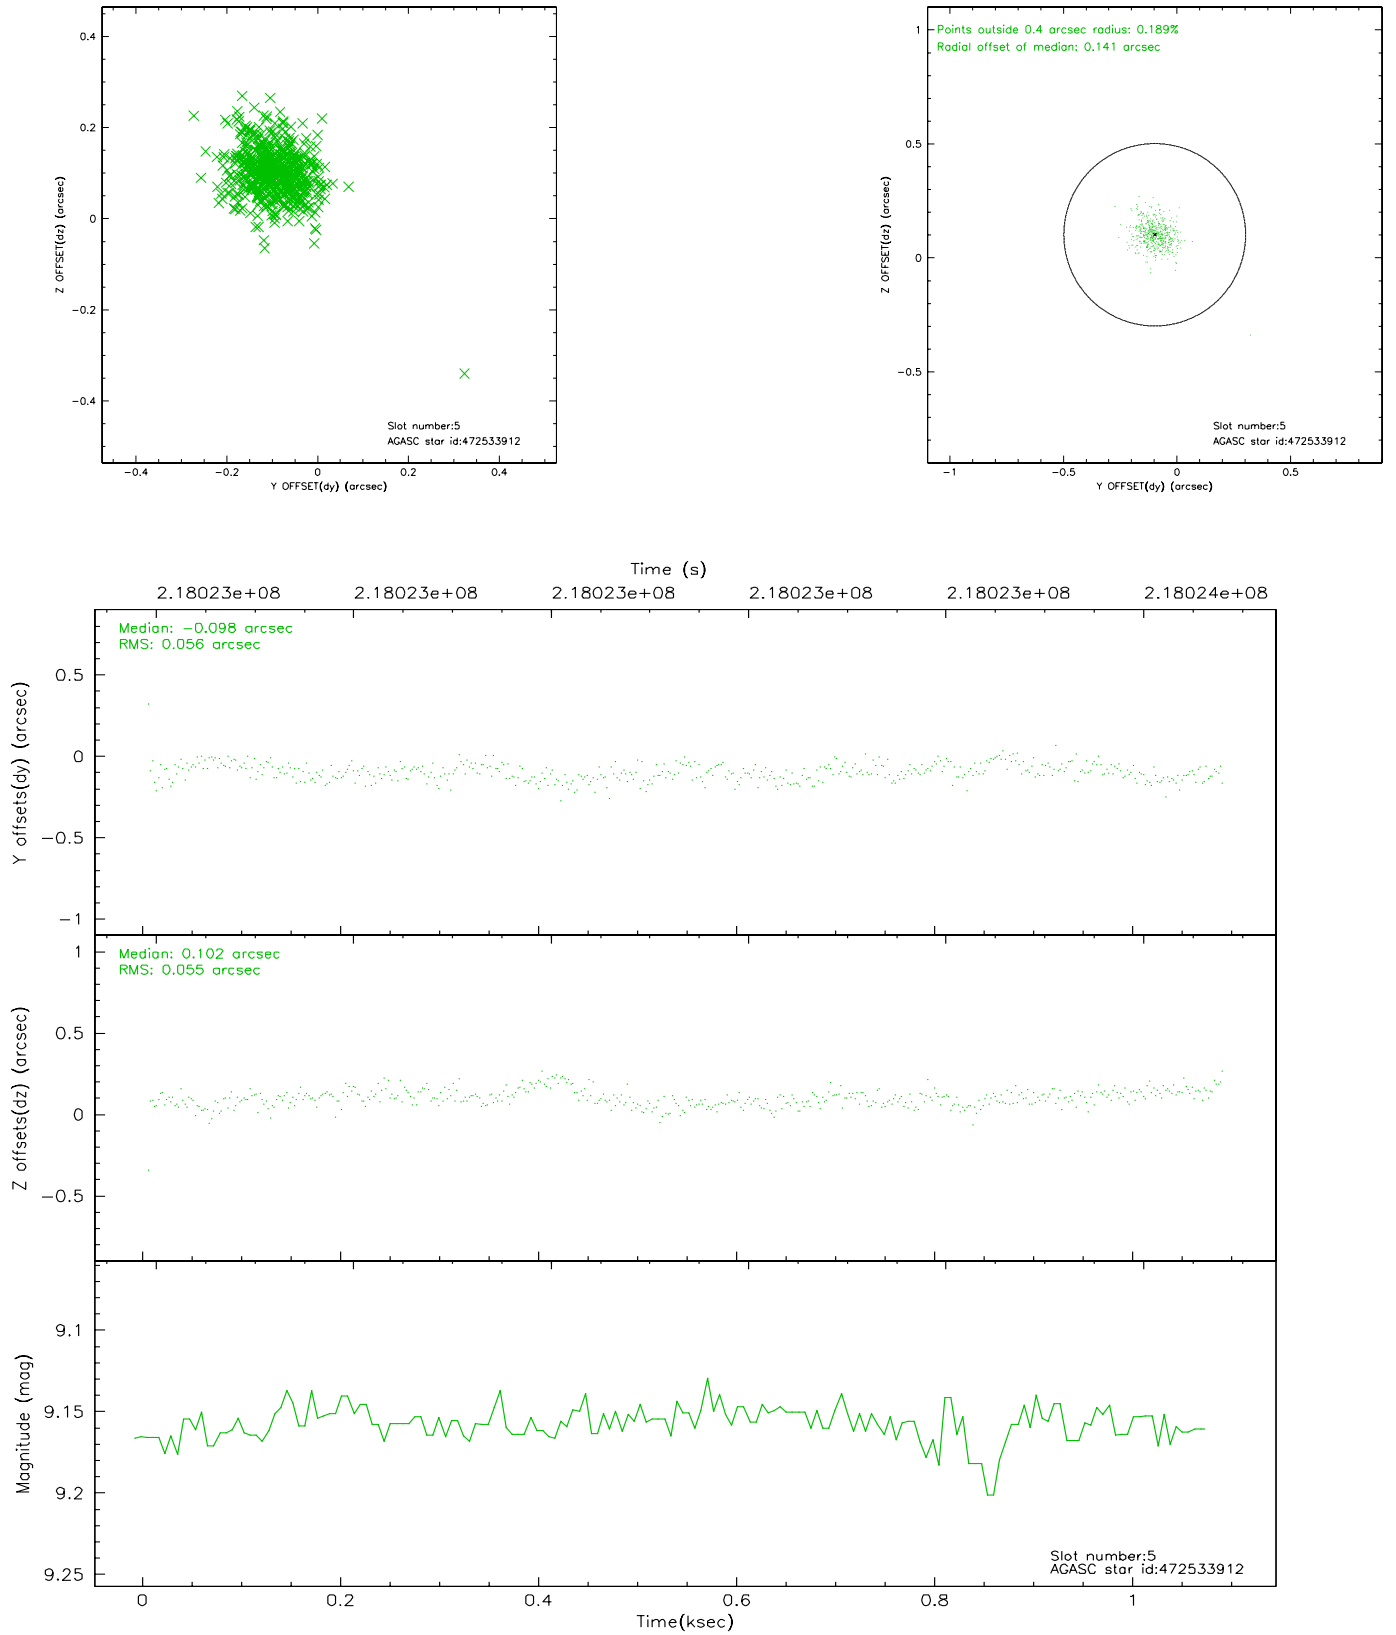 0.4
0.2
0
−0.2
−0.4
Z OFFSET(dz) (arcsec)
Slot number:5
AGASC star id:472533912
−0.4 −0.2 0 0.2 0.4
Y OFFSET(dy) (arcsec)
Points outside 0.4 arcsec radius: 0.189%
Radial offset of median: 0.141 arcsec
1
0.5
0
−0.5
Z OFFSET(dz) (arcsec)
Slot number:5
AGASC star id:472533912
−1 −0.5 0 0.5
Y OFFSET(dy) (arcsec)
Time (s)
2.18023e+08 2.18023e+08 2.18023e+08 2.18023e+08 2.18023e+08 2.18024e+08
Median: −0.098 arcsec
RMS: 0.056 arcsec
0.5
0
−0.5
−1
Y offsets(dy) (arcsec)
Median: 0.102 arcsec
RMS: 0.055 arcsec
1
0.5
0
−0.5
Z offsets(dz) (arcsec)
9.1
9.15
9.2
9.25
Magnitude (mag)
Slot number:5
AGASC star id:472533912
0 0.2 0.4 0.6 0.8 1
Time(ksec)